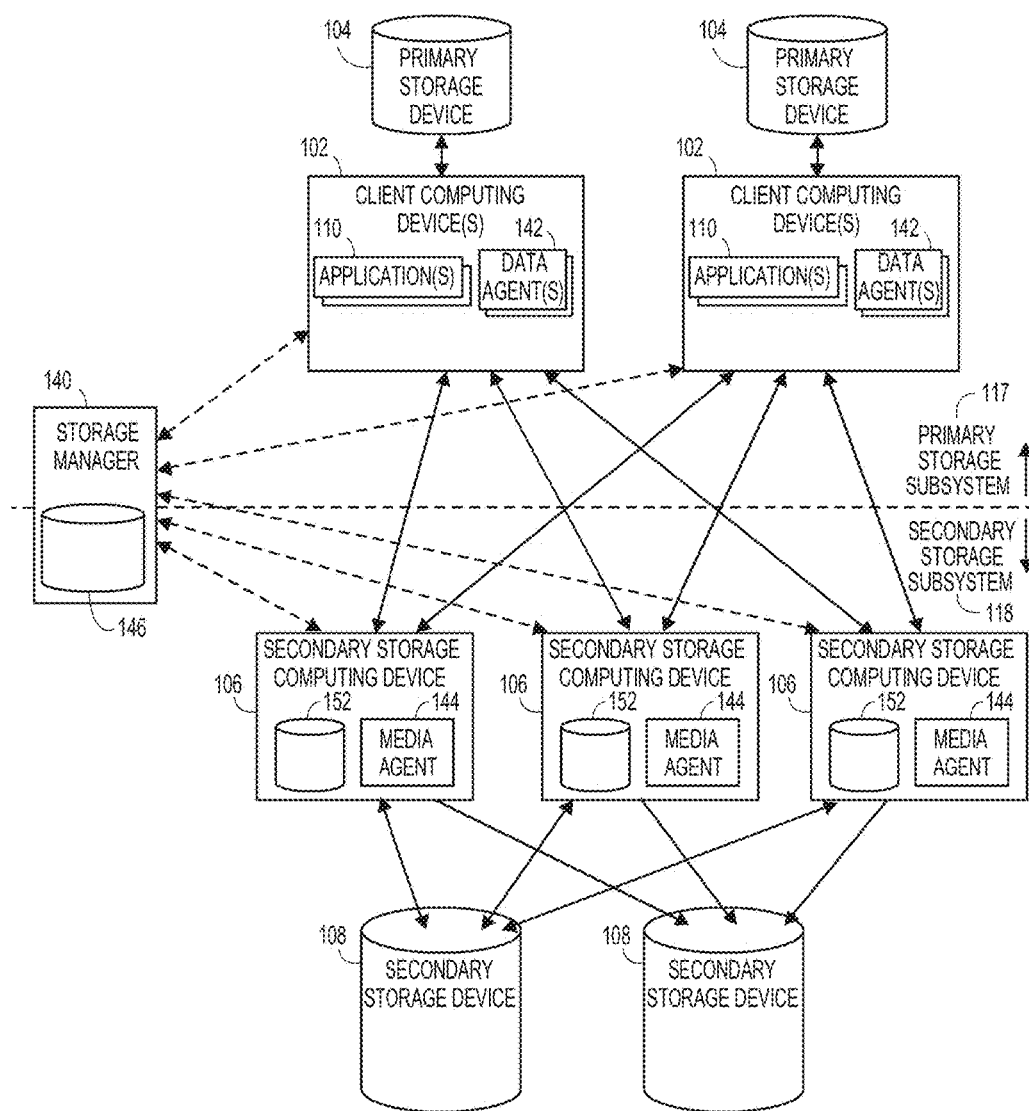 104
PRIMARY
STORAGE
DEVICE
104
PRIMARY
STORAGE
DEVICE
102
CLIENT COMPUTING
DEVICE(S)
110
142
APPLICATION(S)
DATA
AGENT(S)
102
CLIENT COMPUTING
DEVICE(S)
110
142
APPLICATION(S)
DATA
AGENT(S)
140
STORAGE
MANAGER
146
117
PRIMARY
STORAGE
SUBSYSTEM
SECONDARY
STORAGE
SUBSYSTEM
118
SECONDARY STORAGE
COMPUTING DEVICE
106
152
144
MEDIA
AGENT
SECONDARY STORAGE
COMPUTING DEVICE
106
152
144
MEDIA
AGENT
SECONDARY STORAGE
COMPUTING DEVICE
106
152
144
MEDIA
AGENT
108
SECONDARY
STORAGE DEVICE
108
SECONDARY
STORAGE DEVICE